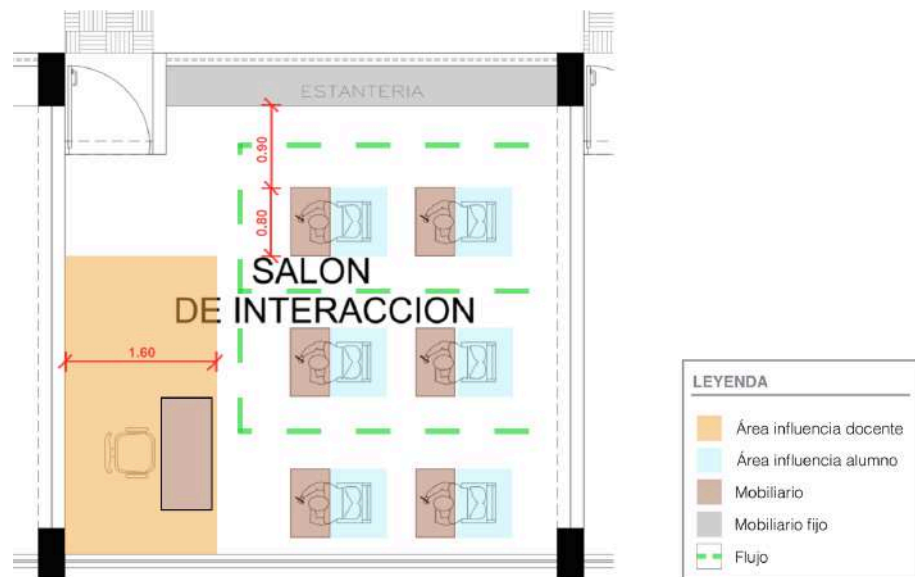 ESTANTERIA
0.90
0.80
SALON
DE INTERACCION
1.60
LEYENDA
Área influencia docente
Área influencia alumno
Mobiliario
Mobiliario fijo
Flujo